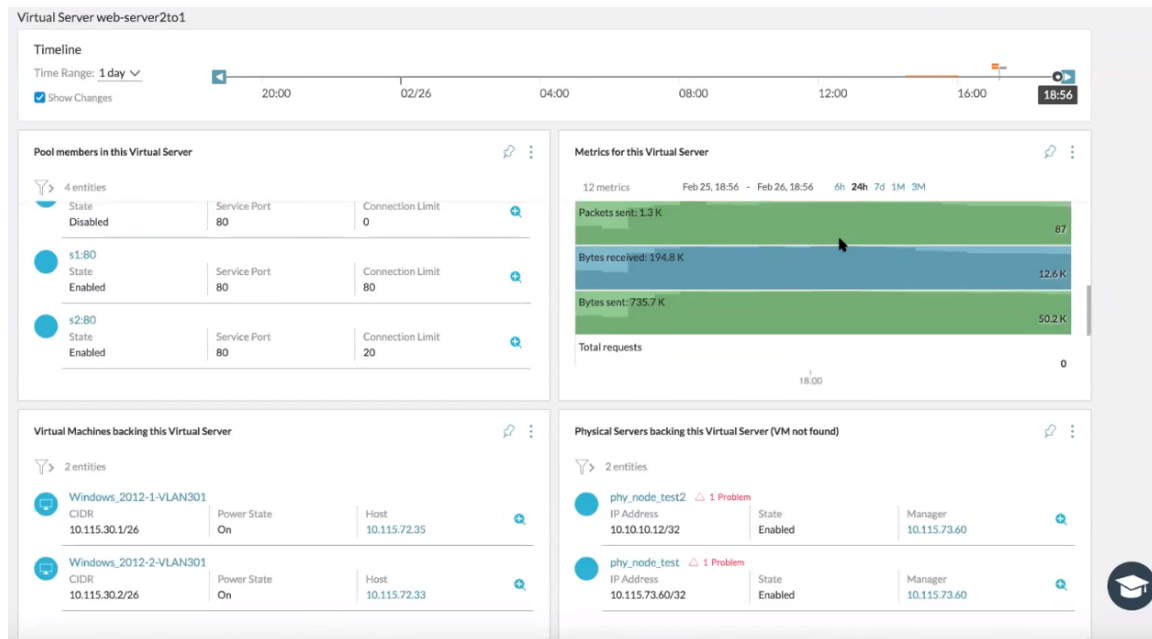 Virtual Server web-server2to1
Timeline
Time Range: 1 day
Show Changes
20:00 02/26 04:00 08:00 12:00 16:00 18:56
Pool members in this Virtual Server
4 entities
State Service Port Connection Limit
Disabled 80 0
s1:80
State Service Port Connection Limit
Enabled 80 80
s2:80
State Service Port Connection Limit
Enabled 80 20
Metrics for this Virtual Server
12 metrics Feb 25, 18:56 - Feb 26, 18:56 6h 24h 7d 1M 3M
Packets sent: 1.3 K
87
Bytes received: 194.8 K
12.6 K
Bytes sent: 735.7 K
50.2 K
Total requests
0
18:00
Virtual Machines backing this Virtual Server
2 entities
Windows_2012-1-VLAN301
CIDR Power State Host
10.115.30.1/26 On 10.115.72.35
Windows_2012-2-VLAN301
CIDR Power State Host
10.115.30.2/26 On 10.115.72.33
Physical Servers backing this Virtual Server (VM not found)
2 entities
phy_node_test2 1 Problem
IP Address State Manager
10.10.10.12/32 Enabled 10.115.73.60
phy_node_test 1 Problem
IP Address State Manager
10.115.73.60/32 Enabled 10.115.73.60